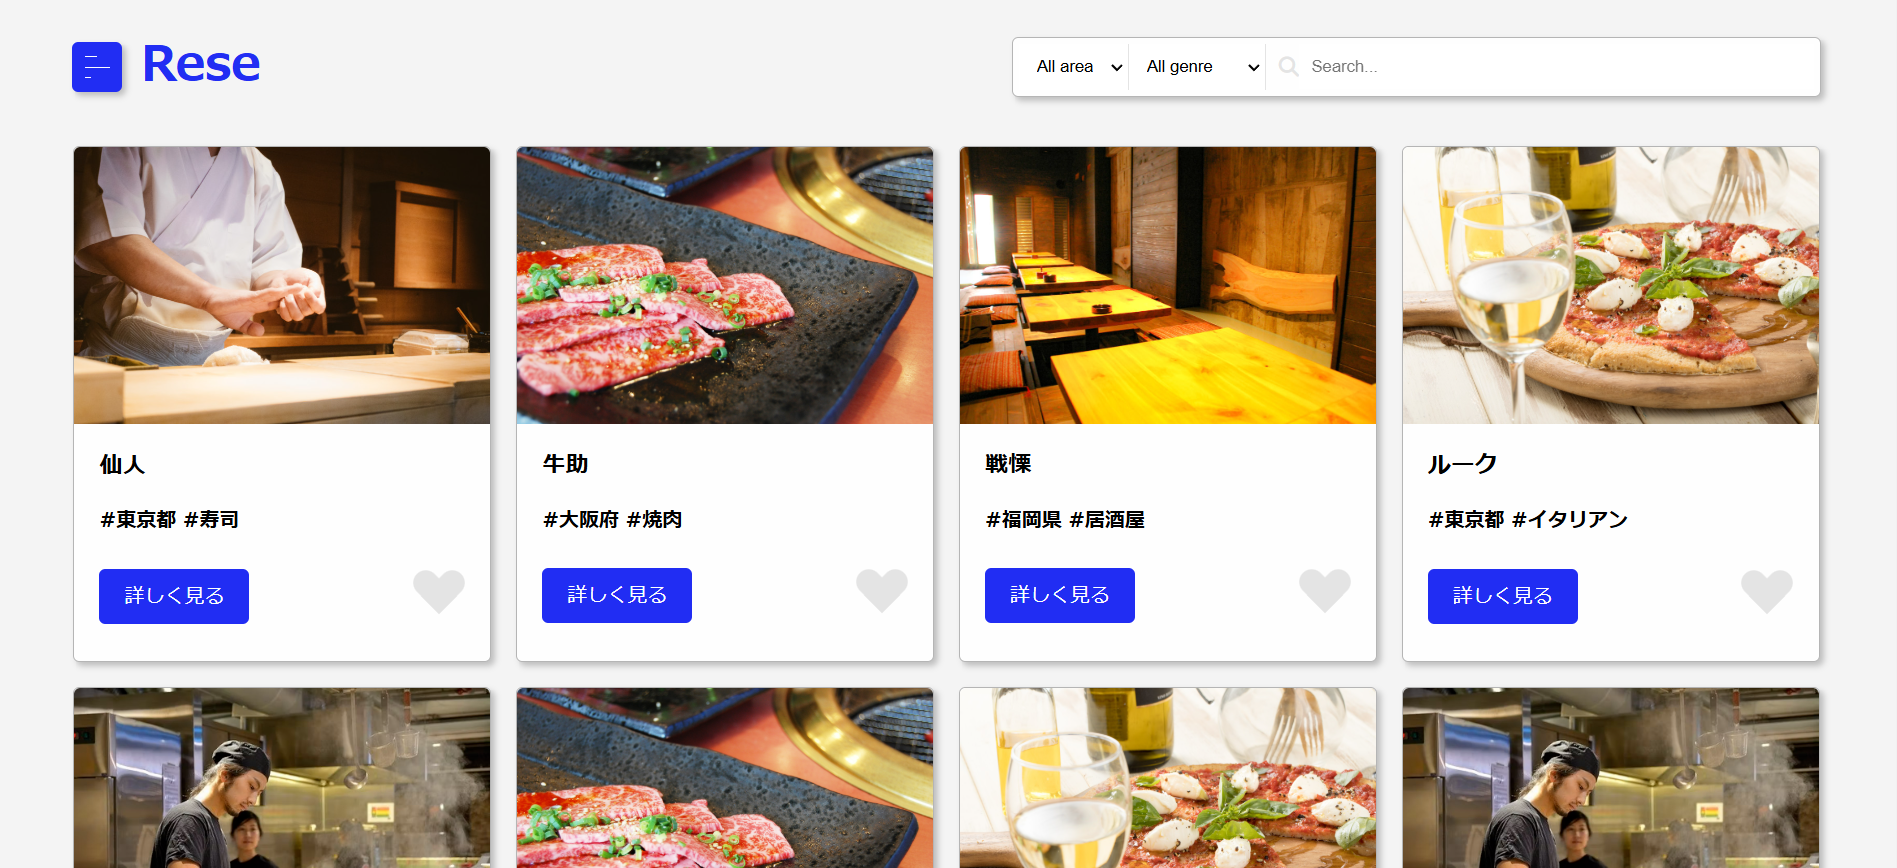 Rese
All area
All genre
Search...
仙人
#東京都 #寿司
詳しく見る
牛助
#大阪府 #焼肉
詳しく見る
戦慄
#福岡県 #居酒屋
詳しく見る
ルーク
#東京都 #イタリアン
詳しく見る